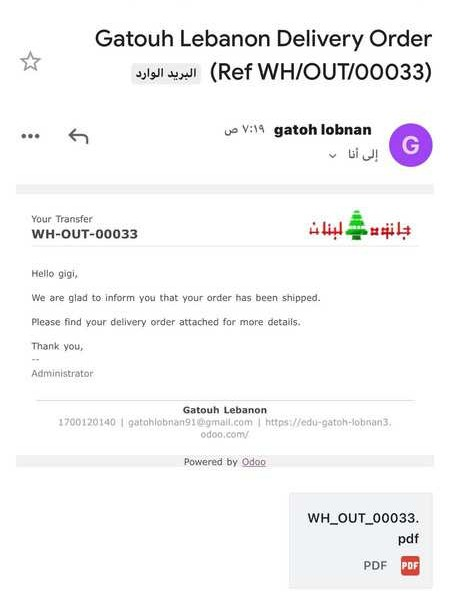 Gatouh Lebanon Delivery Order
(Ref WH/OUT/00033) البريد الوارد
gatoh lobnan ٧:١٩ ص
إلى أنا
G
Your Transfer
WH-OUT-00033
جاتوه لبنان
Hello gigi,
We are glad to inform you that your order has been shipped.
Please find your delivery order attached for more details.
Thank you,
--
Administrator
Gatouh Lebanon
1700120140 | gatohlobnan91@gmail.com | https://edu-gatoh-lobnan3.
odoo.com/
Powered by Odoo
WH_OUT_00033.
pdf
PDF PDF